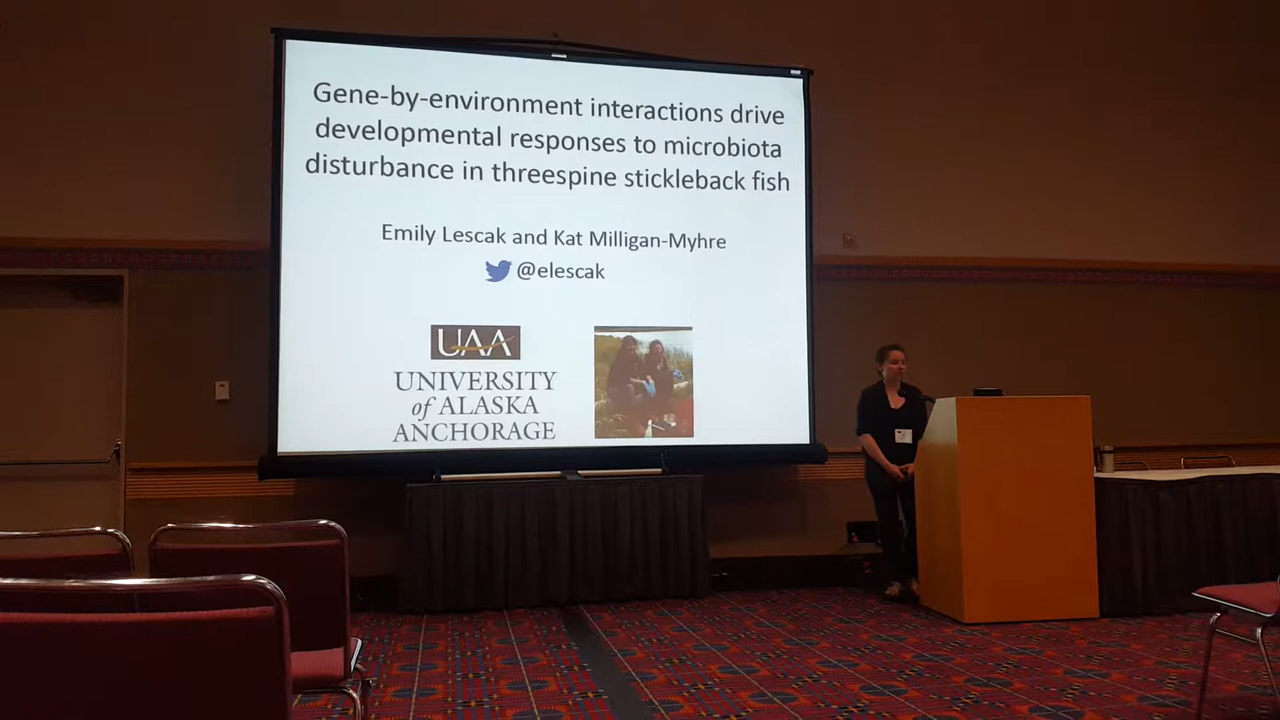 Gene-by-environment interactions drive
developmental responses to microbiota
disturbance in threespine stickleback fish
Emily Lescak and Kat Milligan-Myhre
@elescak
UAA
UNIVERSITY
of ALASKA
ANCHORAGE